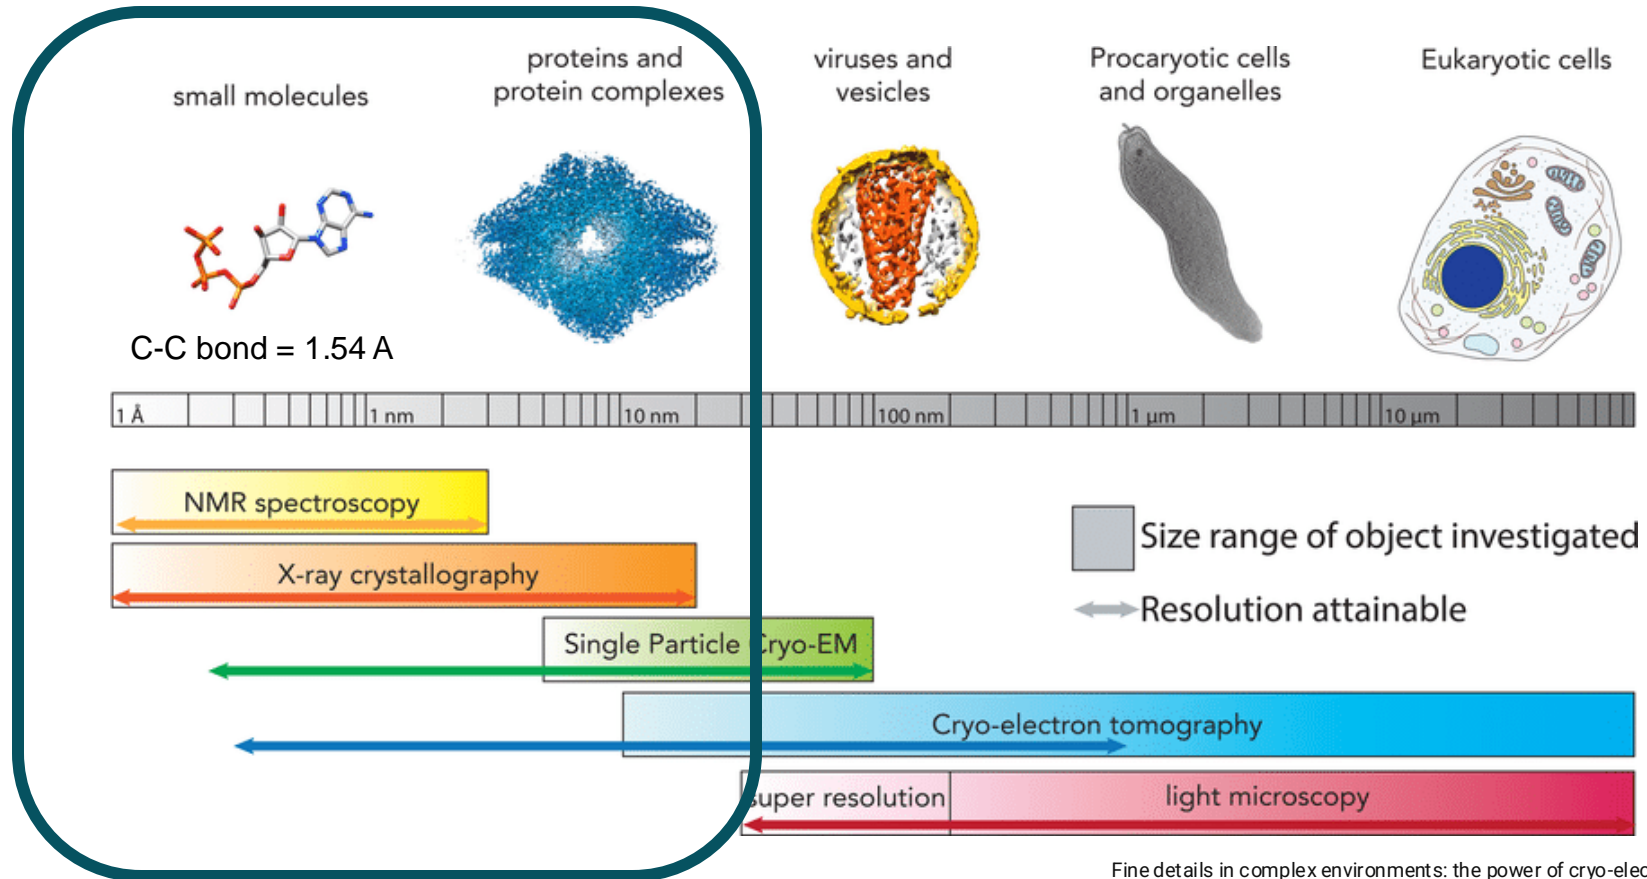 small molecules
proteins and
protein complexes
viruses and
vesicles
Procaryotic cells
and organelles
Eukaryotic cells
C-C bond = 1.54 A
1 Å
1 nm
10 nm
100 nm
1 µm
10 µm
NMR spectroscopy
X-ray crystallography
Single Particle Cryo-EM
Cryo-electron tomography
super resolution
light microscopy
Size range of object investigated
Resolution attainable
Fine details in complex environments: the power of cryo-elec